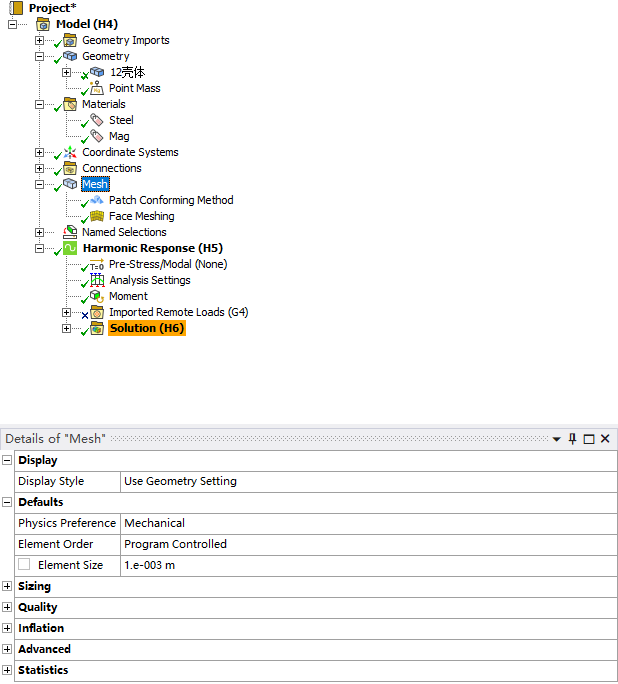 Project*
Model (H4)
Geometry Imports
Geometry
12壳体
Point Mass
Materials
Steel
Mag
Coordinate Systems
Connections
Mesh
Patch Conforming Method
Face Meshing
Named Selections
Harmonic Response (H5)
T=0 Pre-Stress/Modal (None)
Analysis Settings
Moment
Imported Remote Loads (G4)
Solution (H6)
Details of "Mesh"
Display
Display Style Use Geometry Setting
Defaults
Physics Preference Mechanical
Element Order Program Controlled
Element Size 1.e-003 m
Sizing
Quality
Inflation
Advanced
Statistics